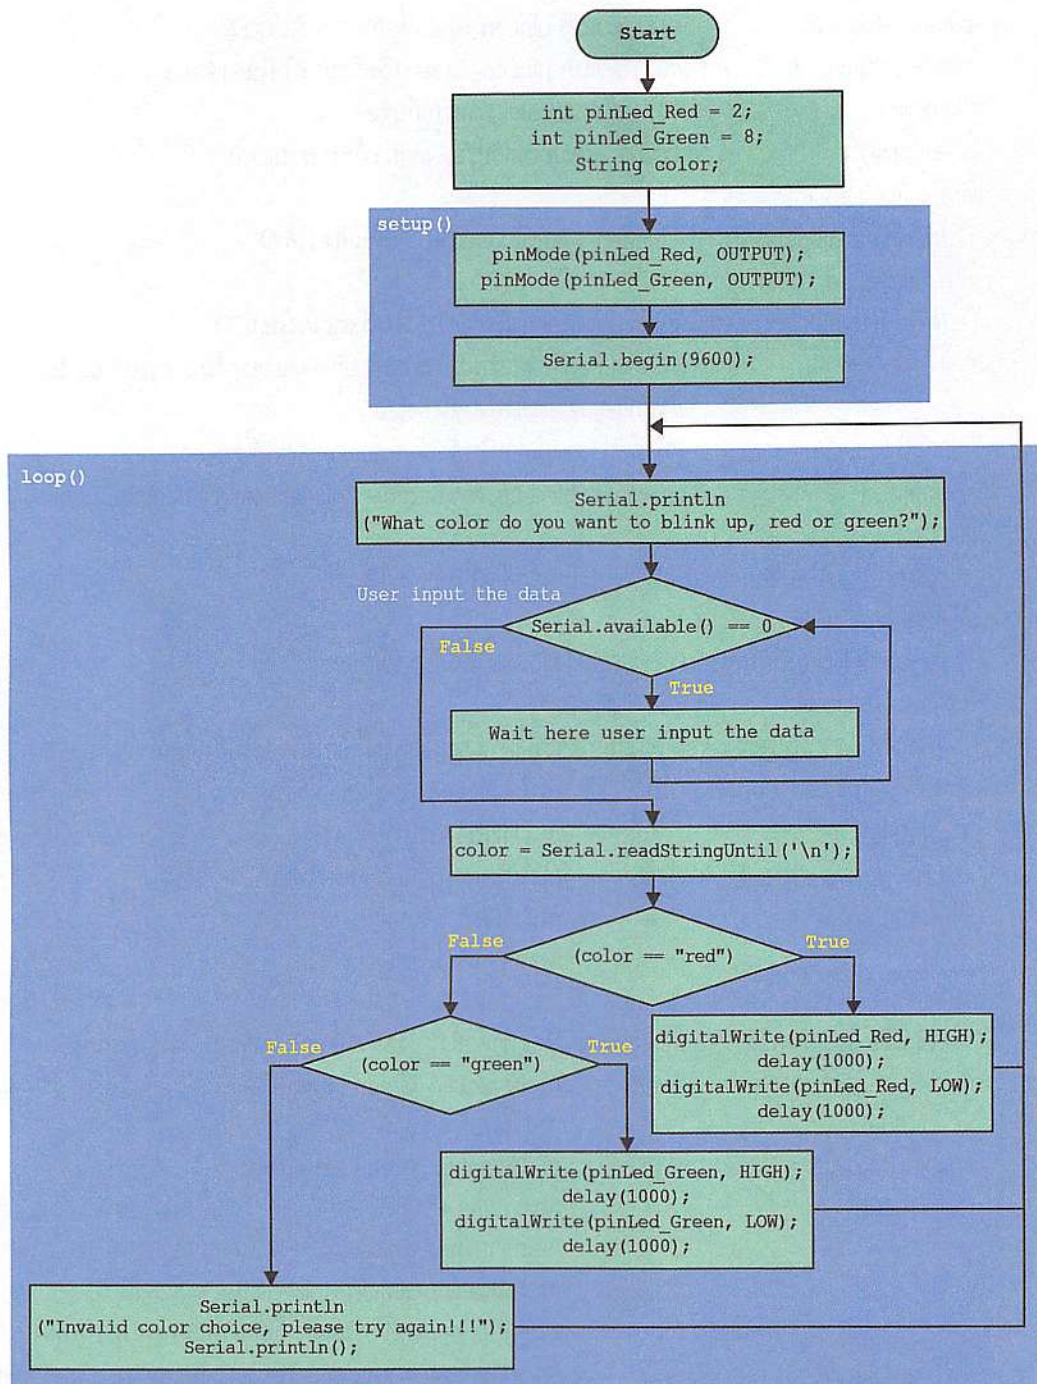 Start
int pinLed_Red = 2;
int pinLed_Green = 8;
String color;
setup()
pinMode(pinLed_Red, OUTPUT);
pinMode(pinLed_Green, OUTPUT);
Serial.begin(9600);
loop()
Serial.println
("What color do you want to blink up, red or green?");
User input the data
Serial.available() == 0
False
True
Wait here user input the data
color = Serial.readStringUntil('\n');
False
(color == "red")
True
digitalWrite(pinLed_Red, HIGH);
delay(1000);
digitalWrite(pinLed_Red, LOW);
delay(1000);
False
(color == "green")
True
digitalWrite(pinLed_Green, HIGH);
delay(1000);
digitalWrite(pinLed_Green, LOW);
delay(1000);
Serial.println
("Invalid color choice, please try again!!!");
Serial.println();